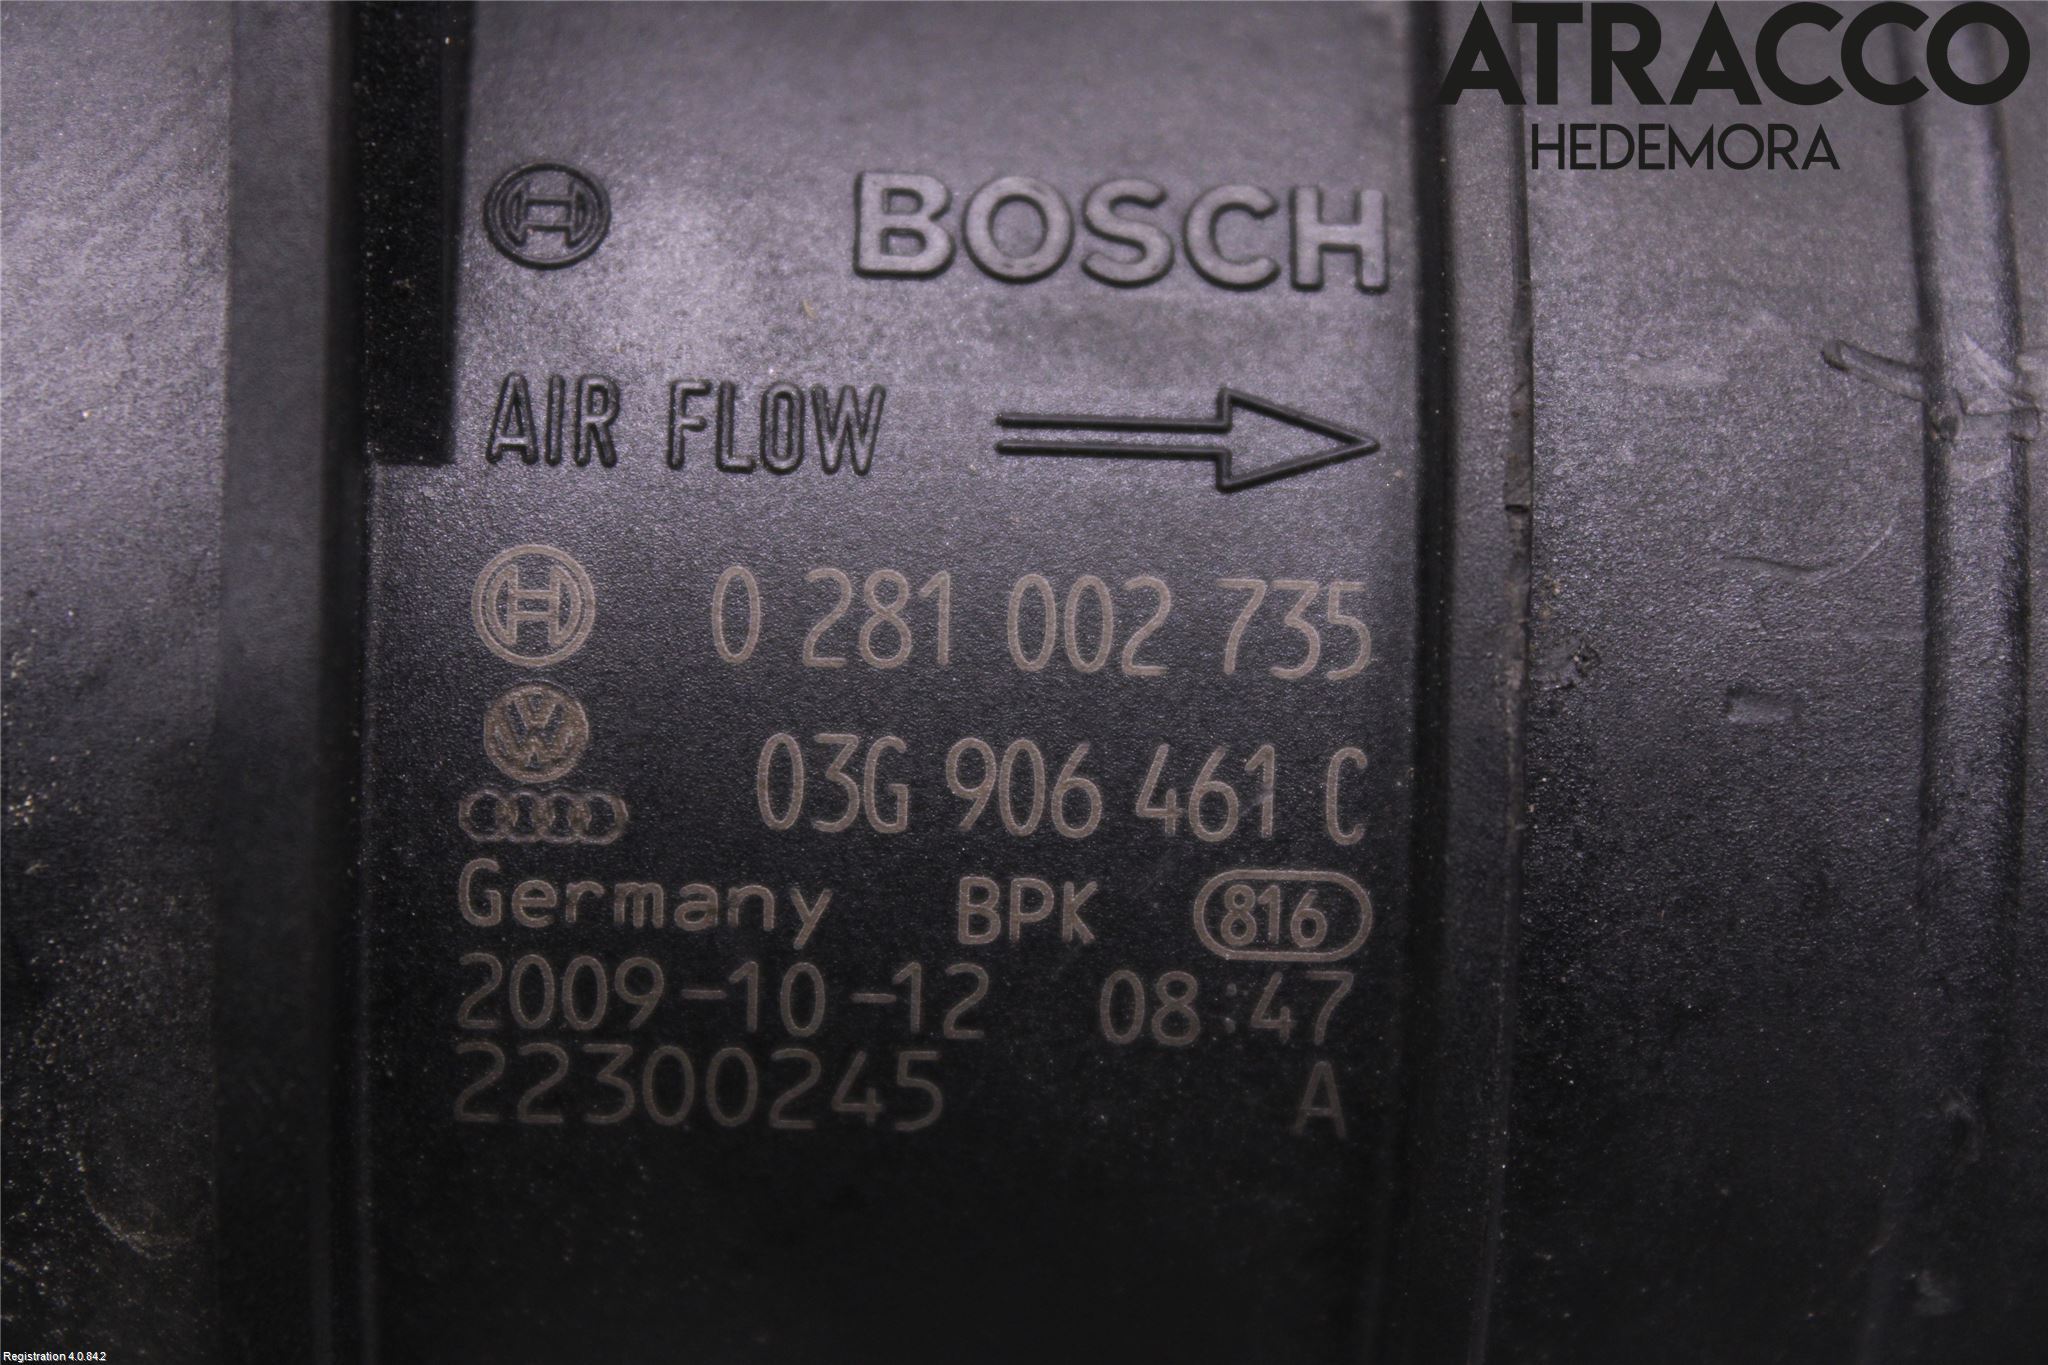 ATRACCO
HEDEMORA
BOSCH
AIR FLOW
0 281 002 735
03G 906 461 C
Germany BPK 816
2009-10-12 08:47
22300245 A
Registration 4.0.84.2